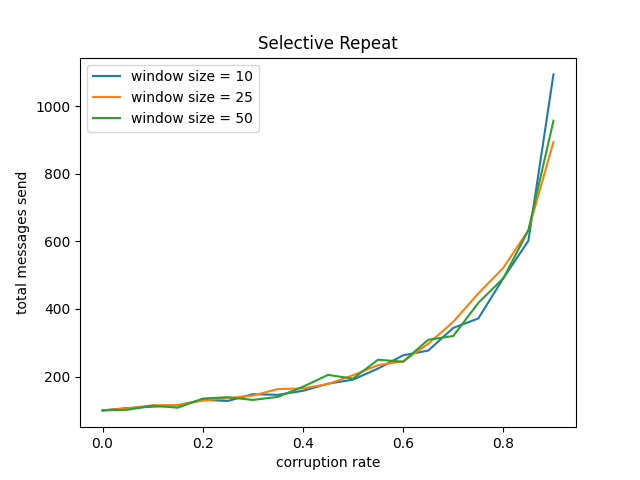 Selective Repeat
window size = 10
window size = 25
window size = 50
total messages send
1000
800
600
400
200
0.0 0.2 0.4 0.6 0.8
corruption rate